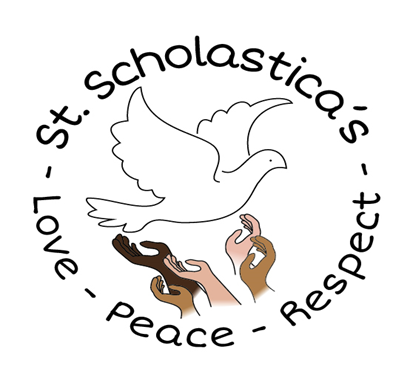 St. Scholastica's
- Love - Peace - Respect -